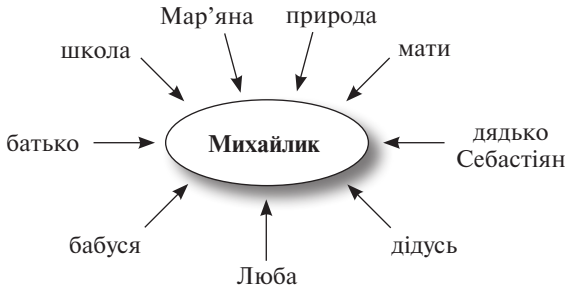 Мар’яна природа
школа мати
батько Михайлик дядько
Себастіян
бабуся дідусь
Люба